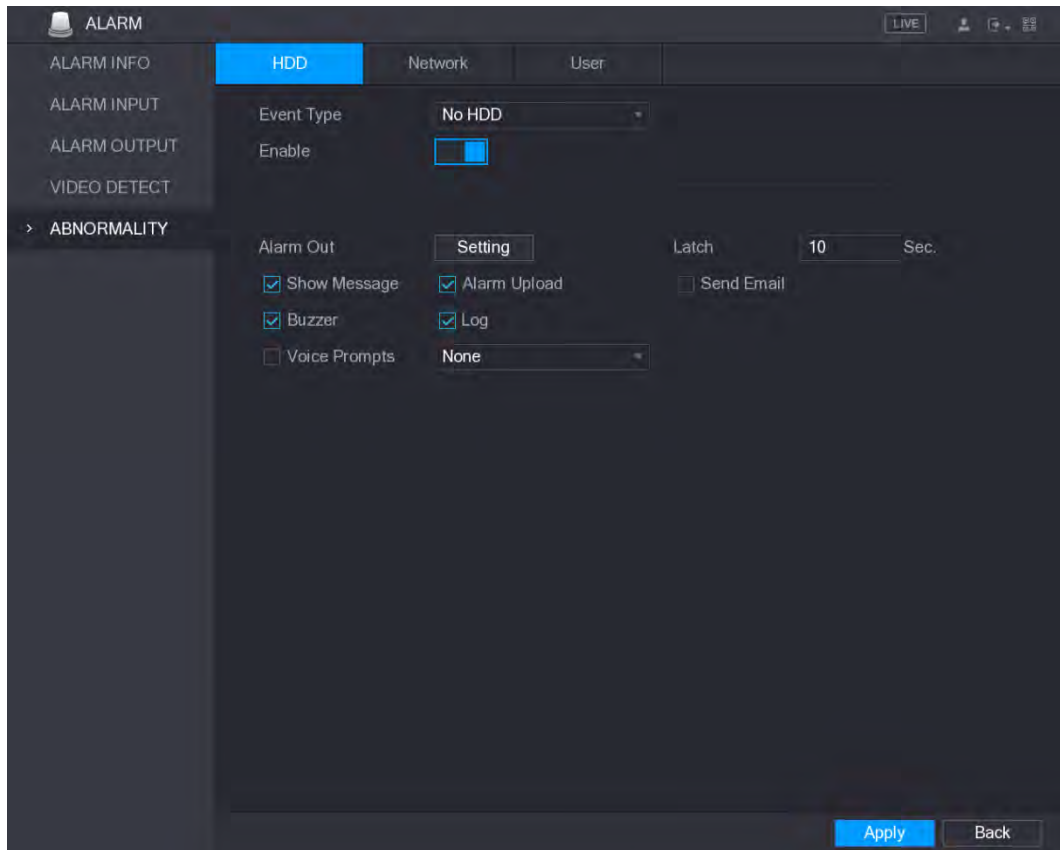 ALARM
LIVE
ALARM INFO
ALARM INPUT
ALARM OUTPUT
VIDEO DETECT
> ABNORMALITY
HDD Network User
Event Type No HDD
Enable
Alarm Out Setting Latch 10 Sec.
Show Message Alarm Upload Send Email
Buzzer Log
Voice Prompts None
Apply Back